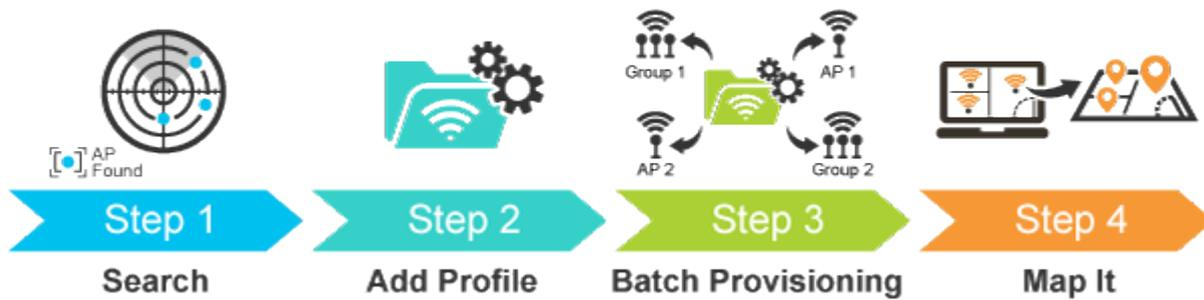 AP
Found
Group 1
AP 1
AP 2
Group 2
Step 1
Step 2
Step 3
Step 4
Search
Add Profile
Batch Provisioning
Map It